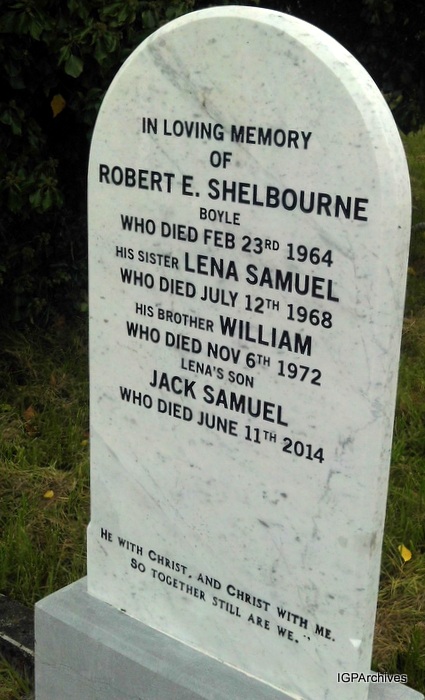 IN LOVING MEMORY
OF
ROBERT E. SHELBOURNE
BOYLE
WHO DIED FEB 23RD 1964
HIS SISTER LENA SAMUEL
WHO DIED JULY 12TH 1968
HIS BROTHER WILLIAM
WHO DIED NOV 6TH 1972
LENA'S SON
JACK SAMUEL
WHO DIED JUNE 11TH 2014
HE WITH CHRIST, AND CHRIST WITH ME.
SO TOGETHER STILL ARE WE."
IGPArchives